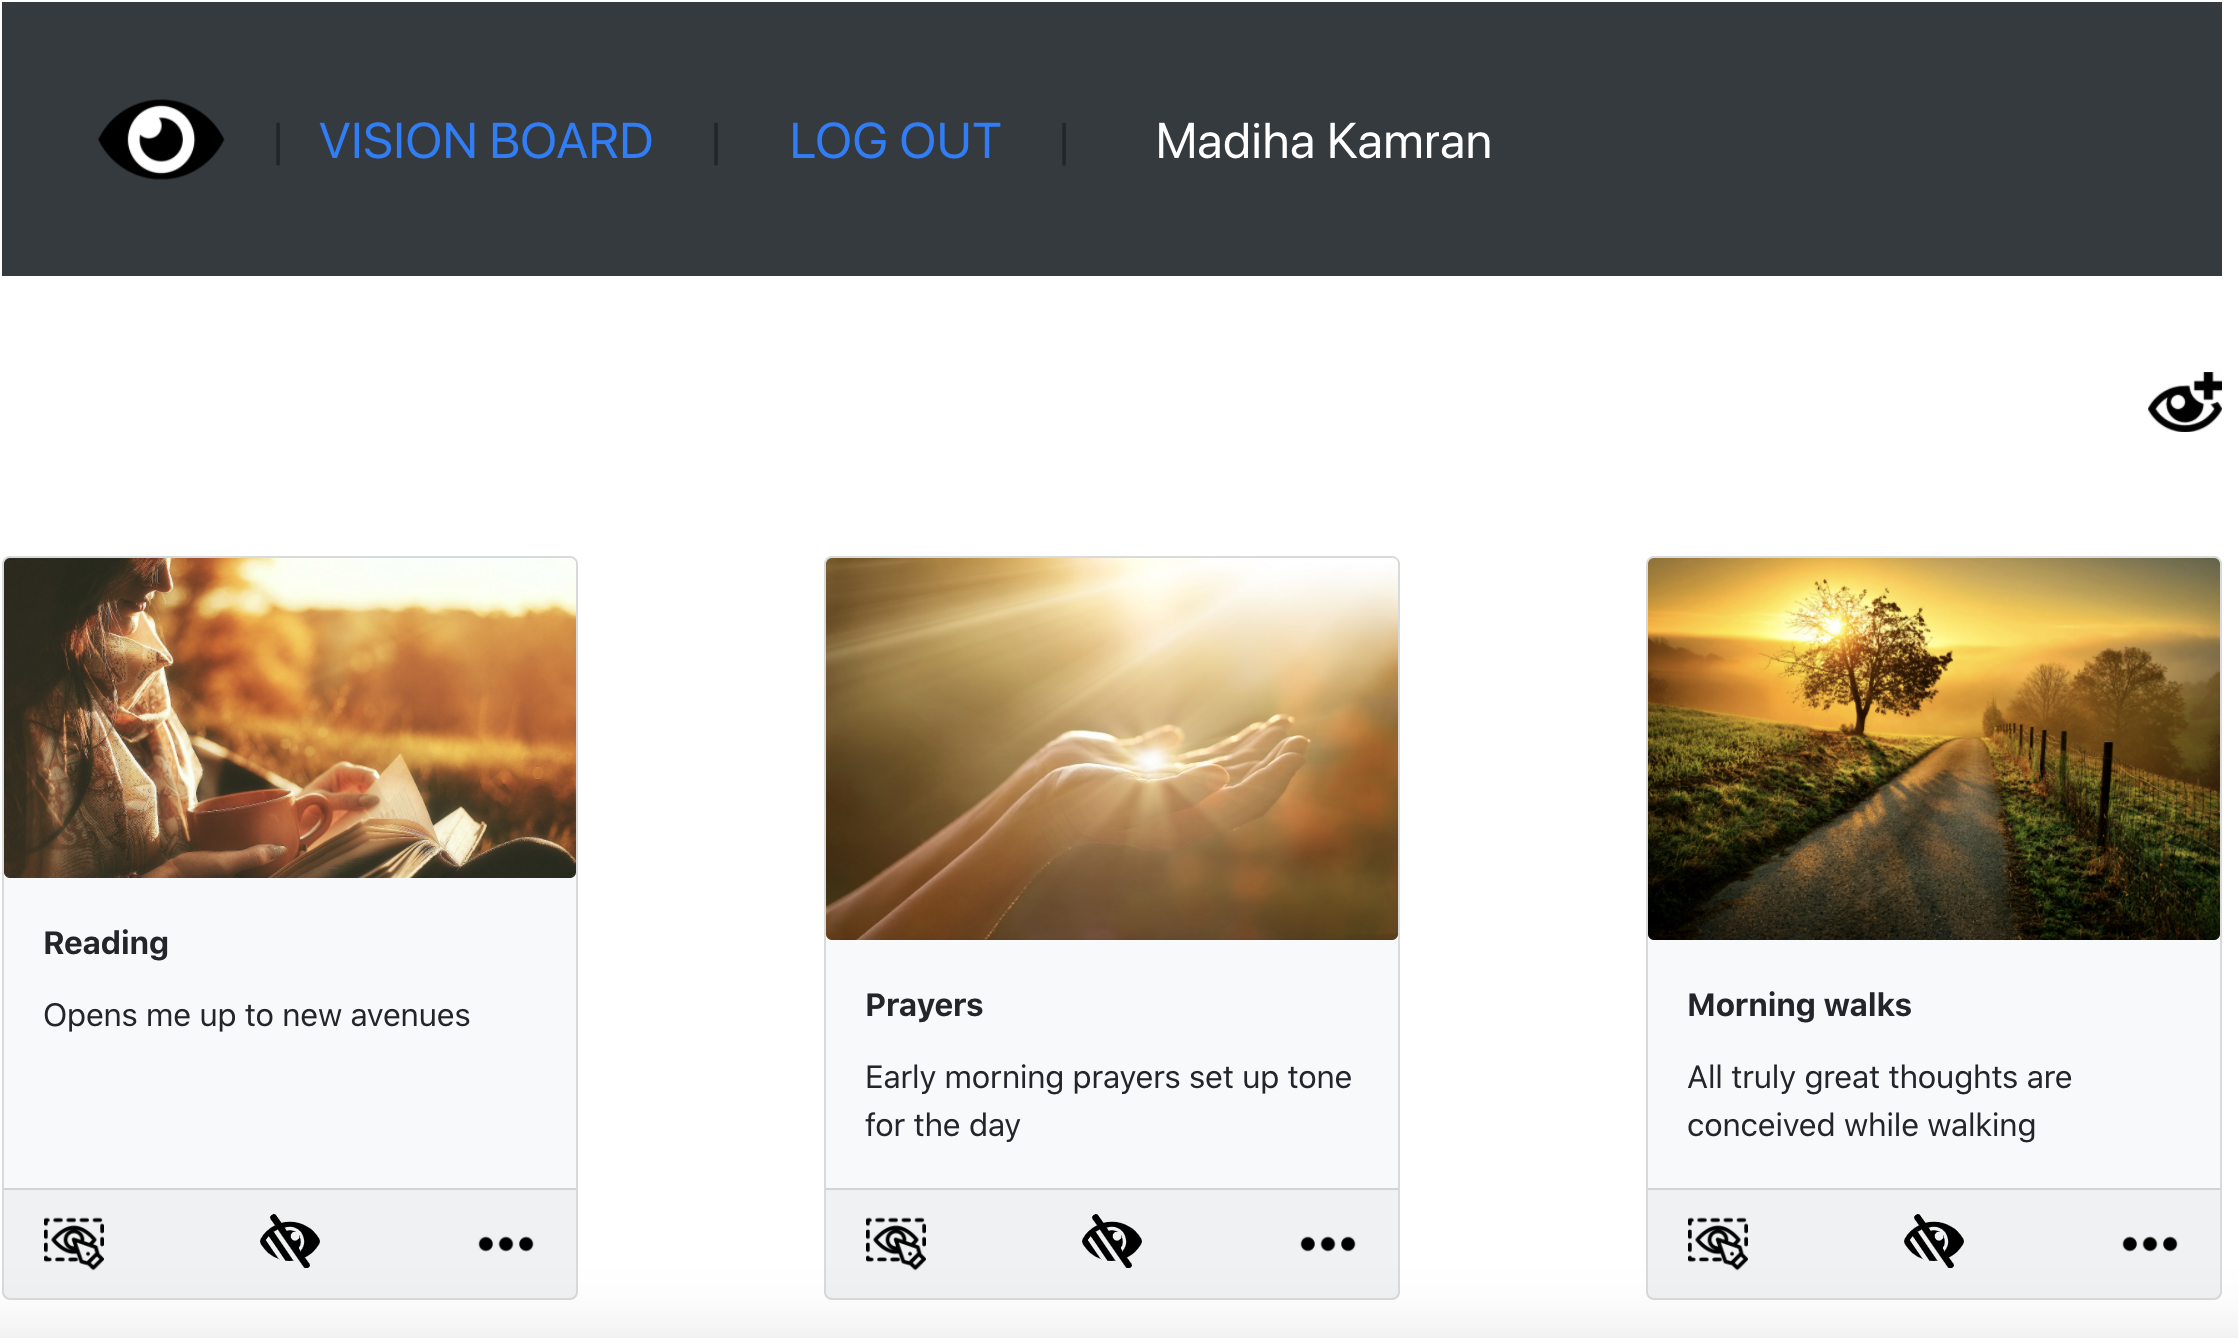 | VISION BOARD | LOG OUT | Madiha Kamran
Reading
Opens me up to new avenues
Prayers
Early morning prayers set up tone
for the day
Morning walks
All truly great thoughts are
conceived while walking